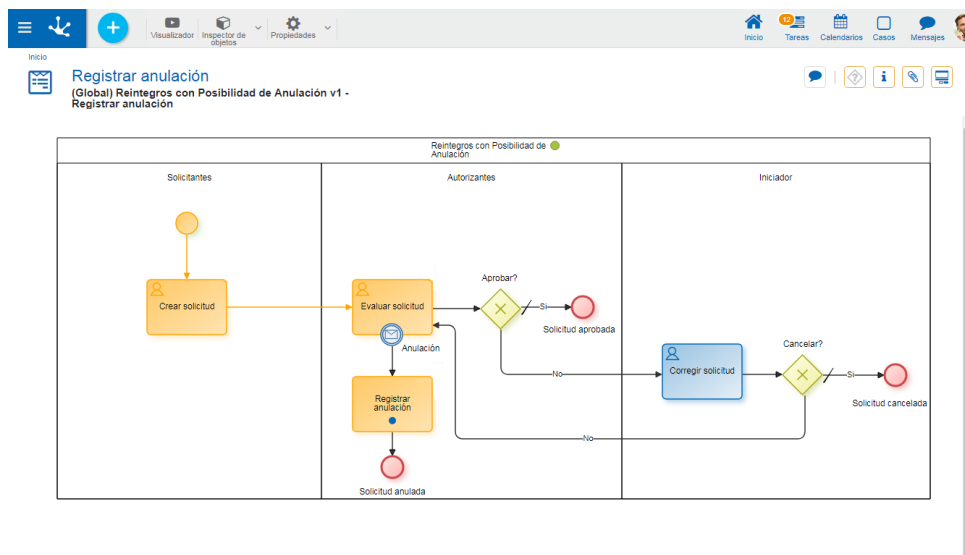 Visualizador
Inspector de
objetos
Propiedades
Inicio
12
Tareas
Calendarios
Casos
Mensajes
Inicio
Registrar anulación
(Global) Reintegros con Posibilidad de Anulación v1 -
Registrar anulación
Reintegros con Posibilidad de
Anulación
Solicitantes
Autorizantes
Iniciador
Crear solicitud
Evaluar solicitud
Aprobar?
Si
Solicitud aprobada
Anulación
No
Corregir solicitud
Cancelar?
Si
Solicitud cancelada
Registrar
anulación
No
Solicitud anulada